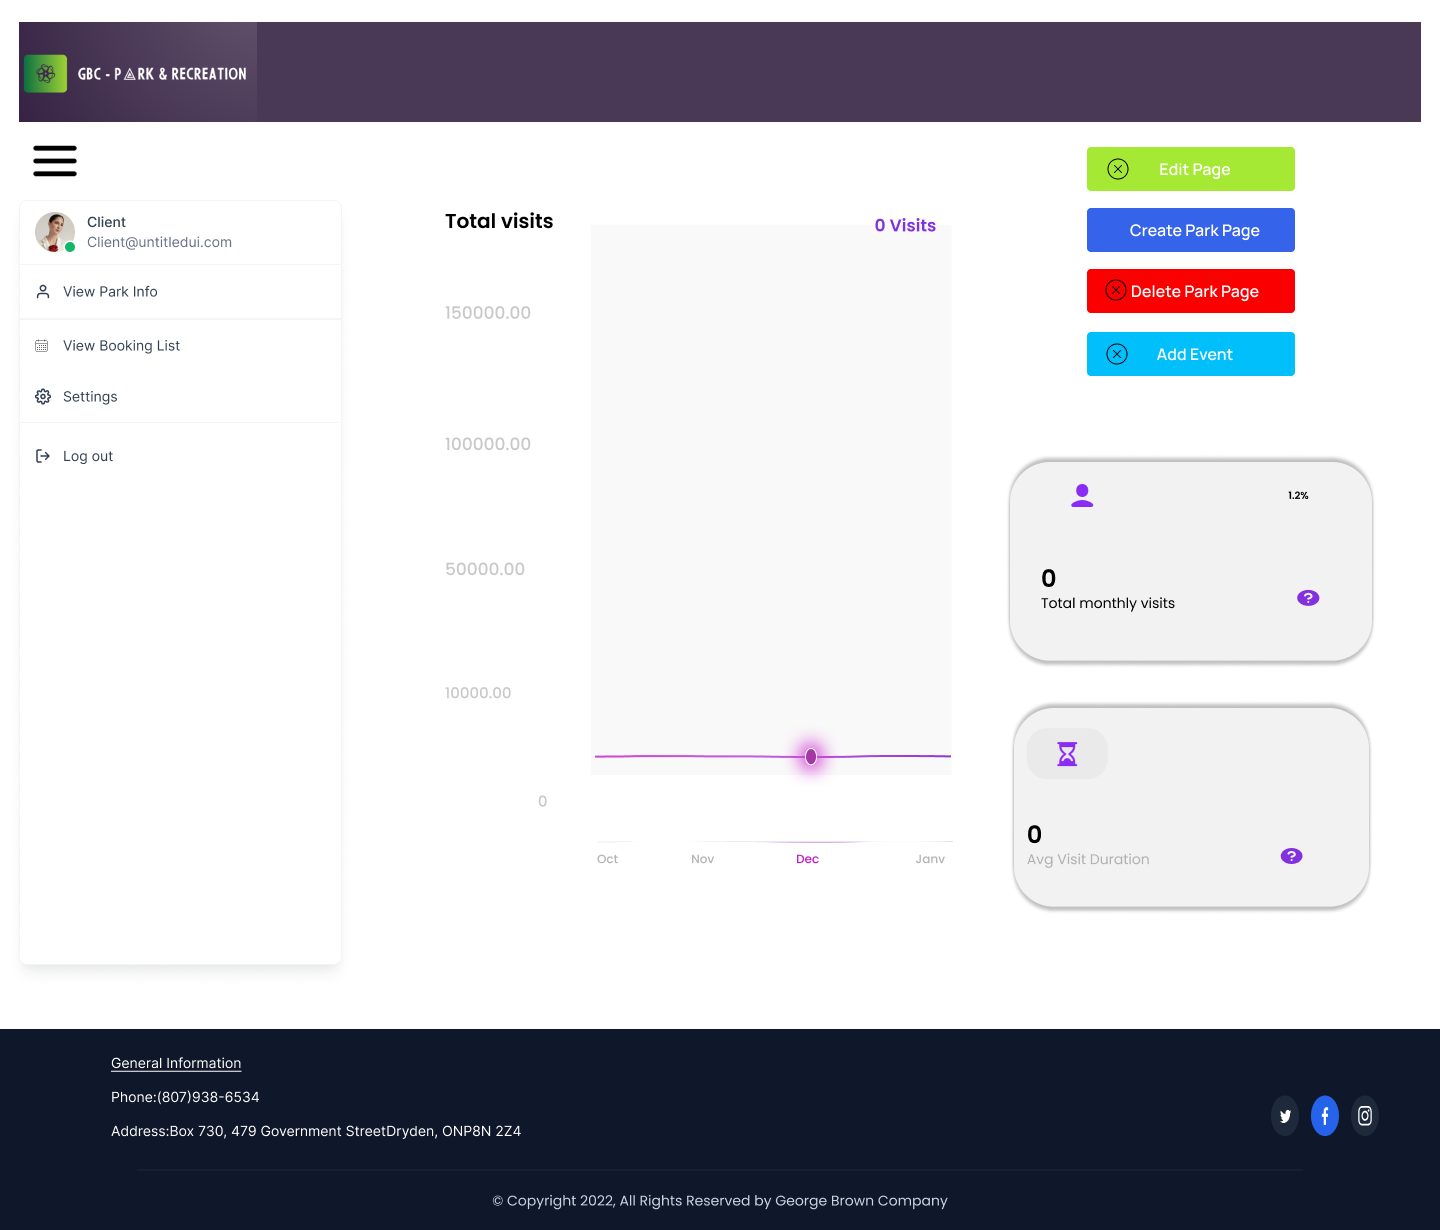 GBC - PARK & RECREATION
Client
Client@untitledui.com
View Park Info
View Booking List
Settings
Log out
Total visits
0 Visits
150000.00
100000.00
50000.00
10000.00
0
Oct
Nov
Dec
Janv
Edit Page
Create Park Page
Delete Park Page
Add Event
1.2%
0
Total monthly visits
?
0
Avg Visit Duration
?
General Information
Phone:(807)938-6534
Address:Box 730, 479 Government StreetDryden, ONP8N 2Z4
© Copyright 2022, All Rights Reserved by George Brown Company